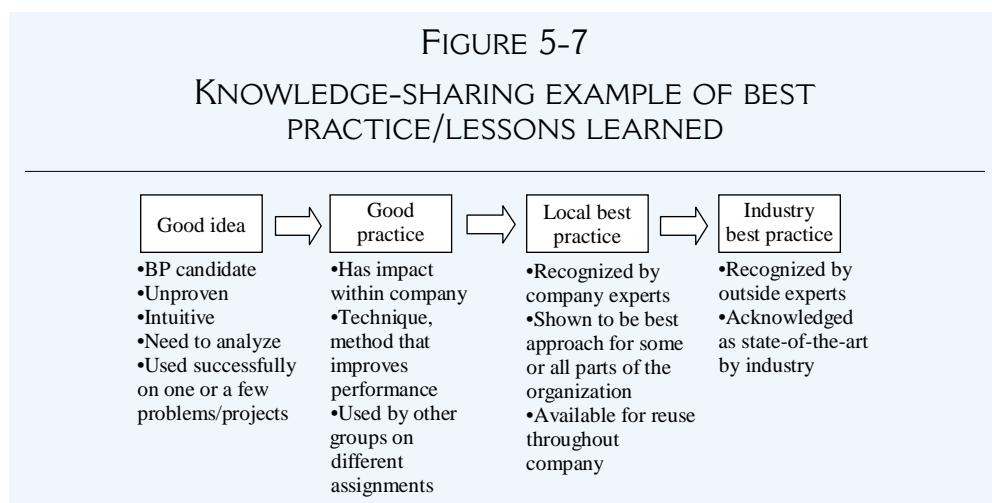 FIGURE 5-7
KNOWLEDGE-SHARING EXAMPLE OF BEST
PRACTICE/LESSONS LEARNED
Good idea
•BP candidate
•Unproven
•Intuitive
•Need to analyze
•Used successfully
on one or a few
problems/projects
Good
practice
•Has impact
within company
•Technique,
method that
improves
performance
•Used by other
groups on
different
assignments
Local best
practice
•Recognized by
company experts
•Shown to be best
approach for some
or all parts of the
organization
•Available for reuse
throughout
company
Industry
best practice
•Recognized by
outside experts
•Acknowledged
as state-of-the-art
by industry